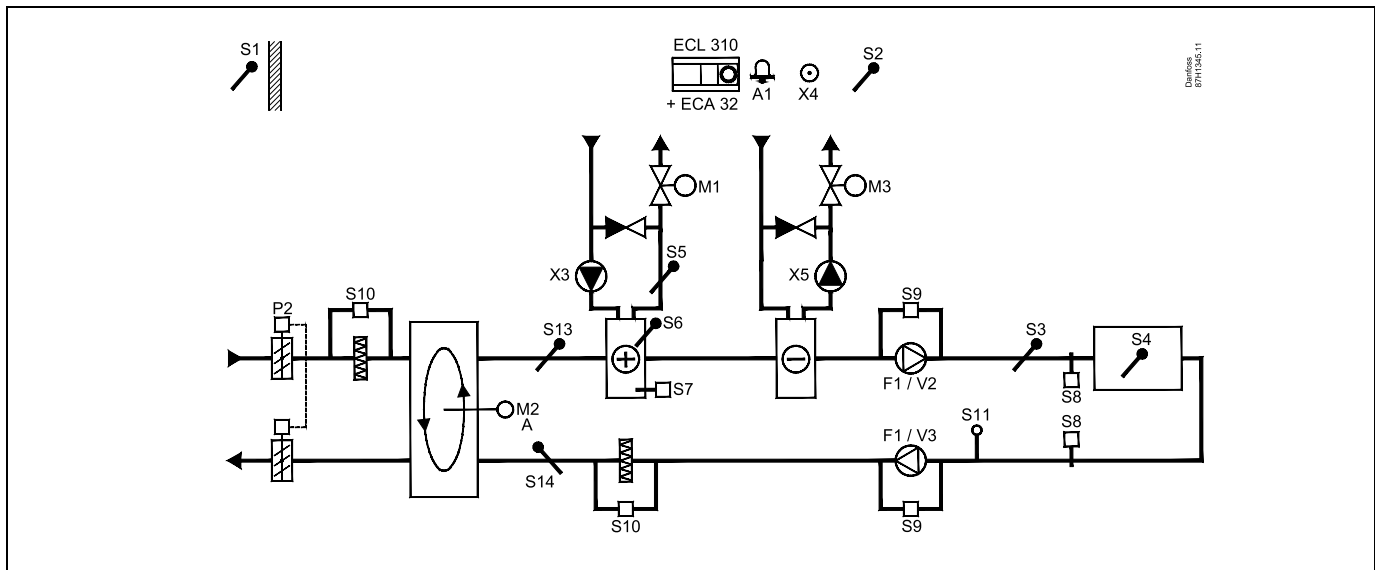 S1
ECL 310
+ ECA 32
A1
X4
S2
Danfoss
87H1345.11
M1
M3
S5
X3
X5
P2
S10
S13
S6
S9
S3
S4
S7
F1 / V2
S8
M2
A
S11
S8
F1 / V3
S14
S10
S9